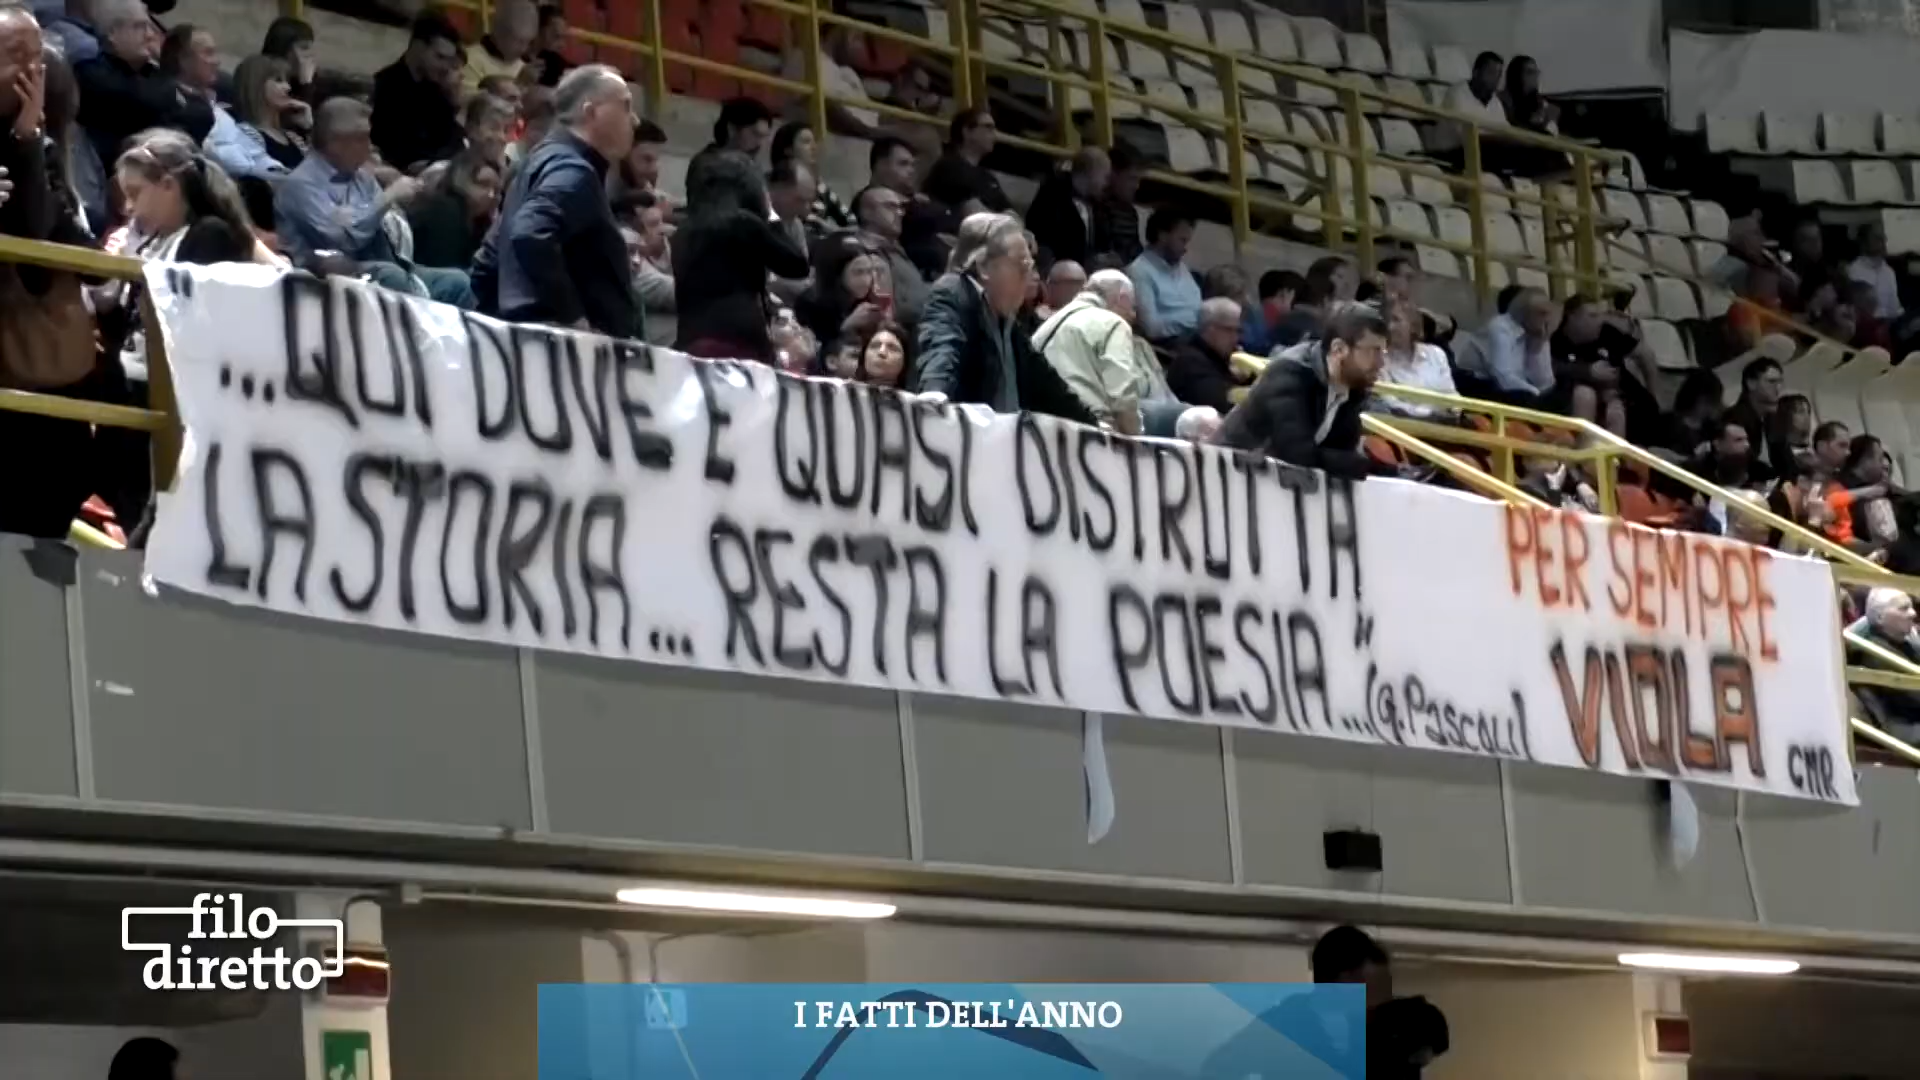 "...QUI DOVE È QUASI DISTRUTTA
LA STORIA... RESTA LA POESIA..." (G. Pascoli)
PER SEMPRE
VIOLA
CMR
filo
diretto
I FATTI DELL'ANNO